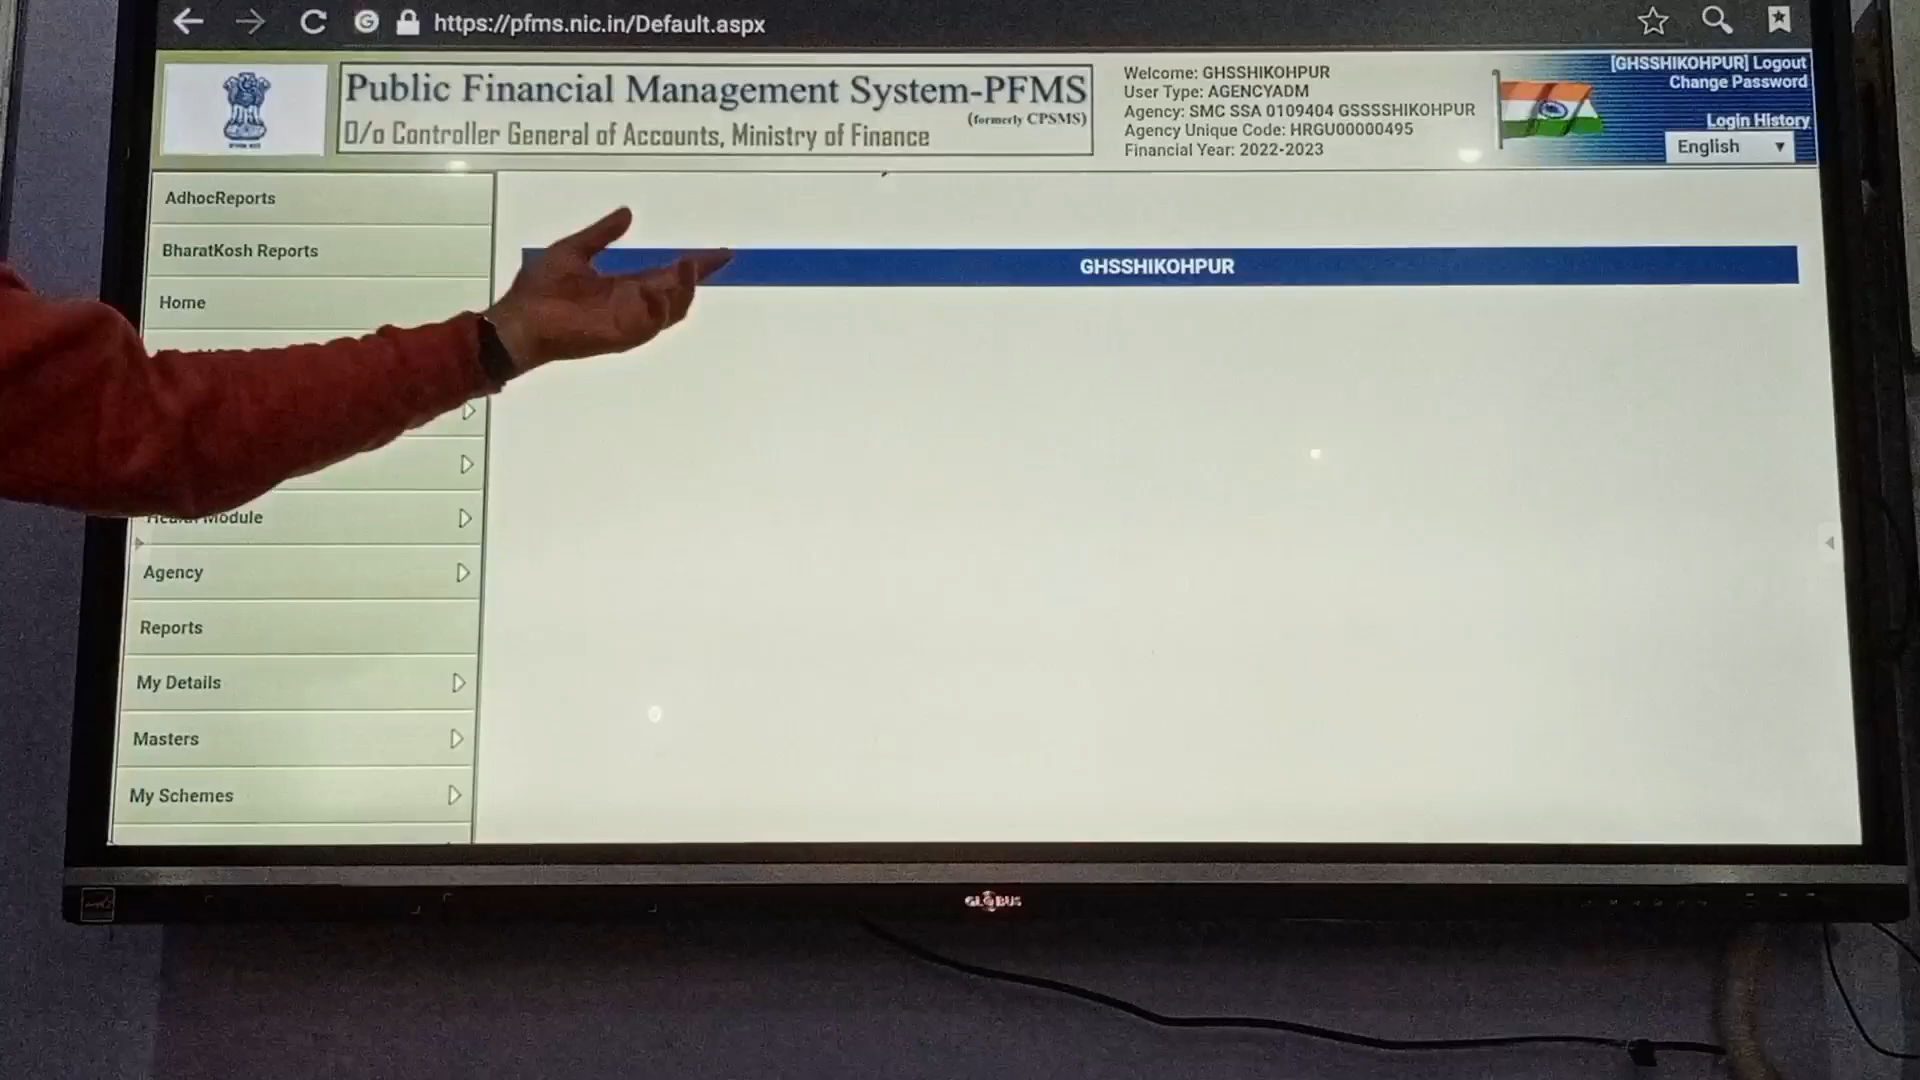 https://pfms.nic.in/Default.aspx
Public Financial Management System-PFMS
(formerly CPSMS)
O/o Controller General of Accounts, Ministry of Finance
Welcome: GHSSHIKOHPUR
User Type: AGENCYADM
Agency: SMC SSA 0109404 GSSSSHIKOHPUR
Agency Unique Code: HRGU00000495
Financial Year: 2022-2023
[GHSSHIKOHPUR] Logout
Change Password
Login History
English
AdhocReports
BharatKosh Reports
Home
Health Module
Agency
Reports
My Details
Masters
My Schemes
GHSSHIKOHPUR
GLOBUS